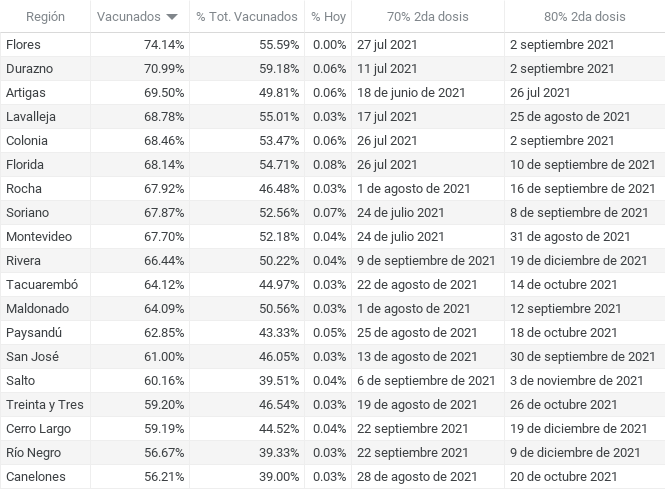 Región Vacunados % Tot. Vacunados % Hoy 70% 2da dosis 80% 2da dosis
Flores 74.14% 55.59% 0.00% 27 jul 2021 2 septiembre 2021
Durazno 70.99% 59.18% 0.06% 11 jul 2021 2 septiembre 2021
Artigas 69.50% 49.81% 0.06% 18 de junio de 2021 26 jul 2021
Lavalleja 68.78% 55.01% 0.03% 17 jul 2021 25 de agosto de 2021
Colonia 68.46% 53.47% 0.06% 26 jul 2021 2 septiembre 2021
Florida 68.14% 54.71% 0.08% 26 jul 2021 10 de septiembre de 2021
Rocha 67.92% 46.48% 0.03% 1 de agosto de 2021 16 de septiembre de 2021
Soriano 67.87% 52.56% 0.07% 24 de julio 2021 8 de septiembre de 2021
Montevideo 67.70% 52.18% 0.04% 24 de julio 2021 31 de agosto de 2021
Rivera 66.44% 50.22% 0.04% 9 de septiembre de 2021 19 de diciembre de 2021
Tacuarembó 64.12% 44.97% 0.03% 22 de agosto de 2021 14 de octubre 2021
Maldonado 64.09% 50.56% 0.03% 1 de agosto de 2021 12 septiembre 2021
Paysandú 62.85% 43.33% 0.05% 25 de agosto de 2021 18 de octubre 2021
San José 61.00% 46.05% 0.03% 13 de agosto de 2021 30 de septiembre de 2021
Salto 60.16% 39.51% 0.04% 6 de septiembre de 2021 3 de noviembre de 2021
Treinta y Tres 59.20% 46.54% 0.03% 19 de agosto de 2021 26 de octubre 2021
Cerro Largo 59.19% 44.52% 0.04% 22 septiembre 2021 19 de diciembre de 2021
Río Negro 56.67% 39.33% 0.03% 22 septiembre 2021 9 de diciembre de 2021
Canelones 56.21% 39.00% 0.03% 28 de agosto de 2021 20 de octubre de 2021